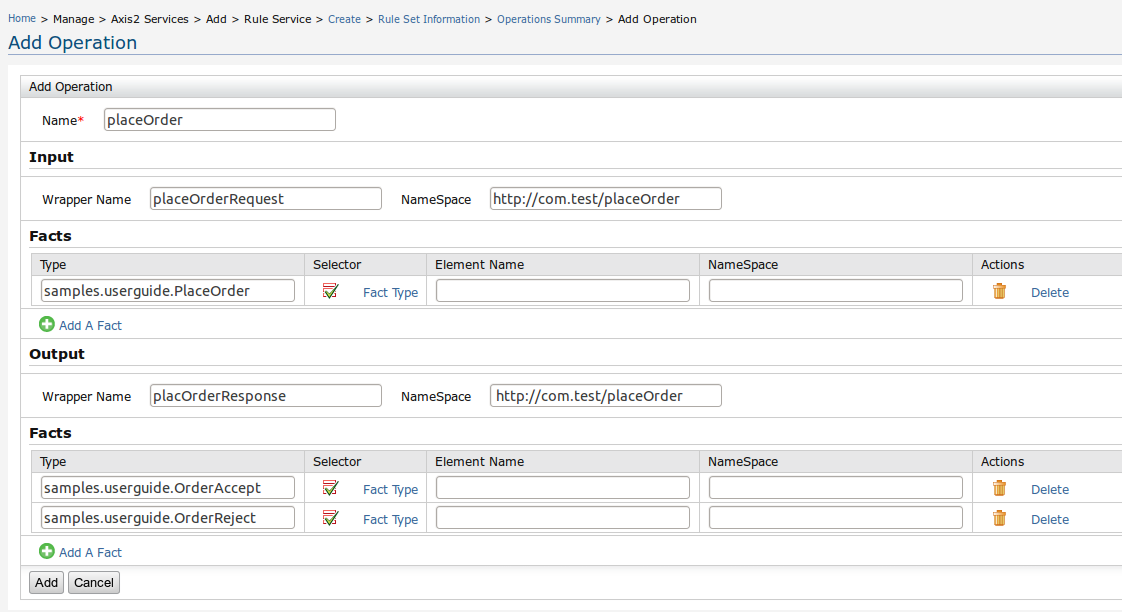 Home > Manage > Axis2 Services > Add > Rule Service > Create > Rule Set Information > Operations Summary > Add Operation
Add Operation
Add Operation
Name* placeOrder
Input
Wrapper Name placeOrderRequest NameSpace http://com.test/placeOrder
Facts
Type Selector Element Name NameSpace Actions
samples.userguide.PlaceOrder Fact Type Delete
Add A Fact
Output
Wrapper Name placOrderResponse NameSpace http://com.test/placeOrder
Facts
Type Selector Element Name NameSpace Actions
samples.userguide.OrderAccept Fact Type Delete
samples.userguide.OrderReject Fact Type Delete
Add A Fact
Add Cancel